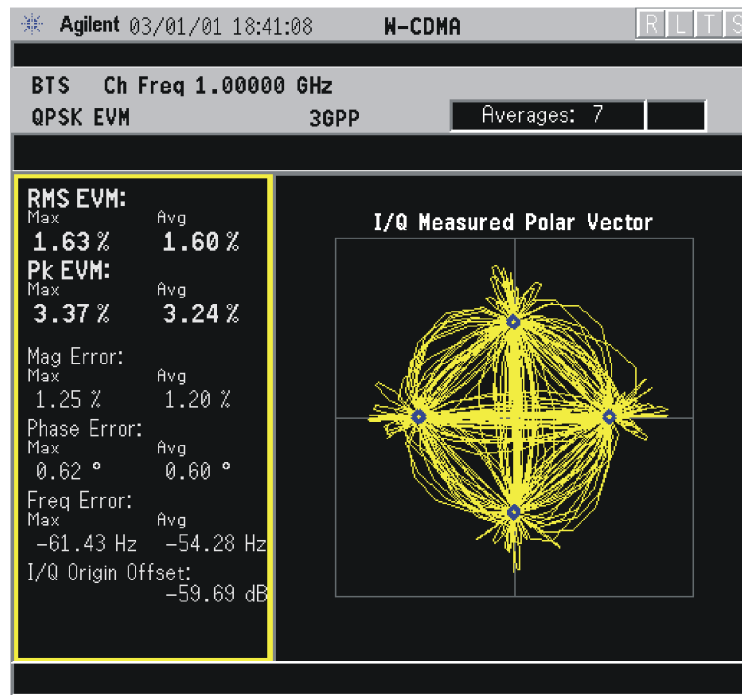 Agilent 03/01/01 18:41:08 W-CDMA R L T S
BTS Ch Freq 1.00000 GHz
QPSK EVM 3GPP Averages: 7
RMS EVM:
Max Avg
1.63 % 1.60 %
Pk EVM:
Max Avg
3.37 % 3.24 %
Mag Error:
Max Avg
1.25 % 1.20 %
Phase Error:
Max Avg
0.62 ° 0.60 °
Freq Error:
Max Avg
-61.43 Hz -54.28 Hz
I/Q Origin Offset:
-59.69 dB
I/Q Measured Polar Vector